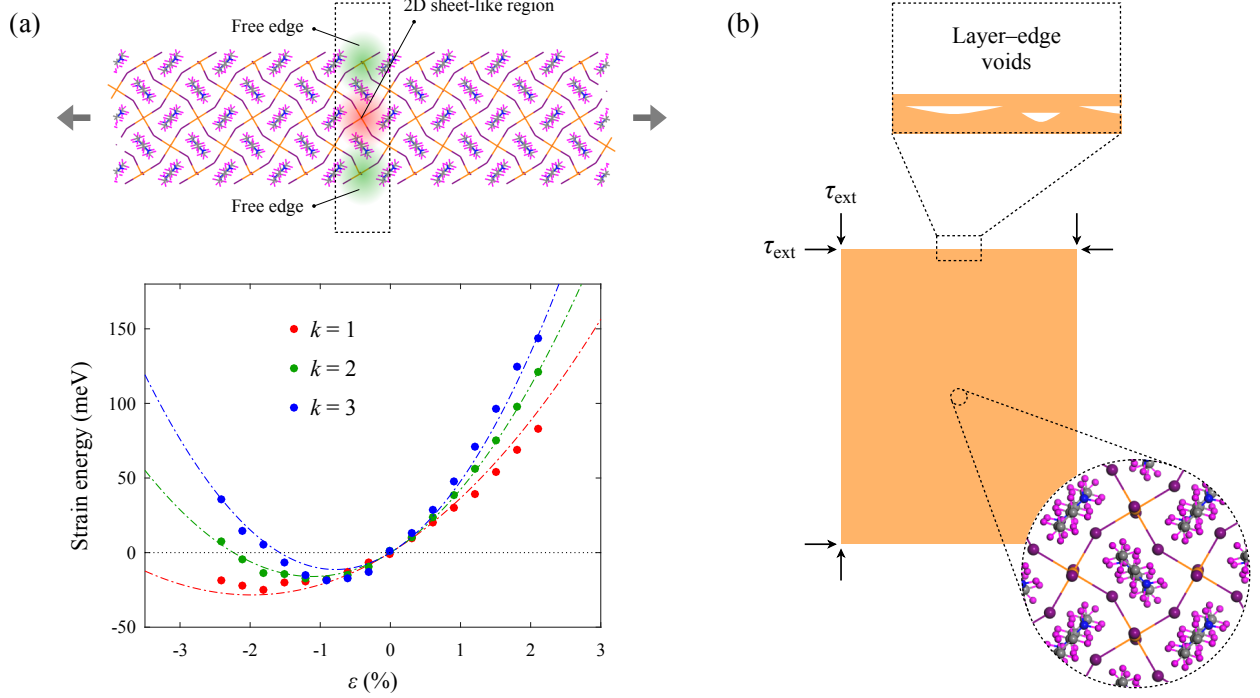 (a)
2D sheet-like region
Free edge
Free edge
Strain energy (meV)
150
100
50
0
-50
k = 1
k = 2
k = 3
-3
-2
-1
0
1
2
3
ε (%)
(b)
Layer–edge
voids
τext
τext